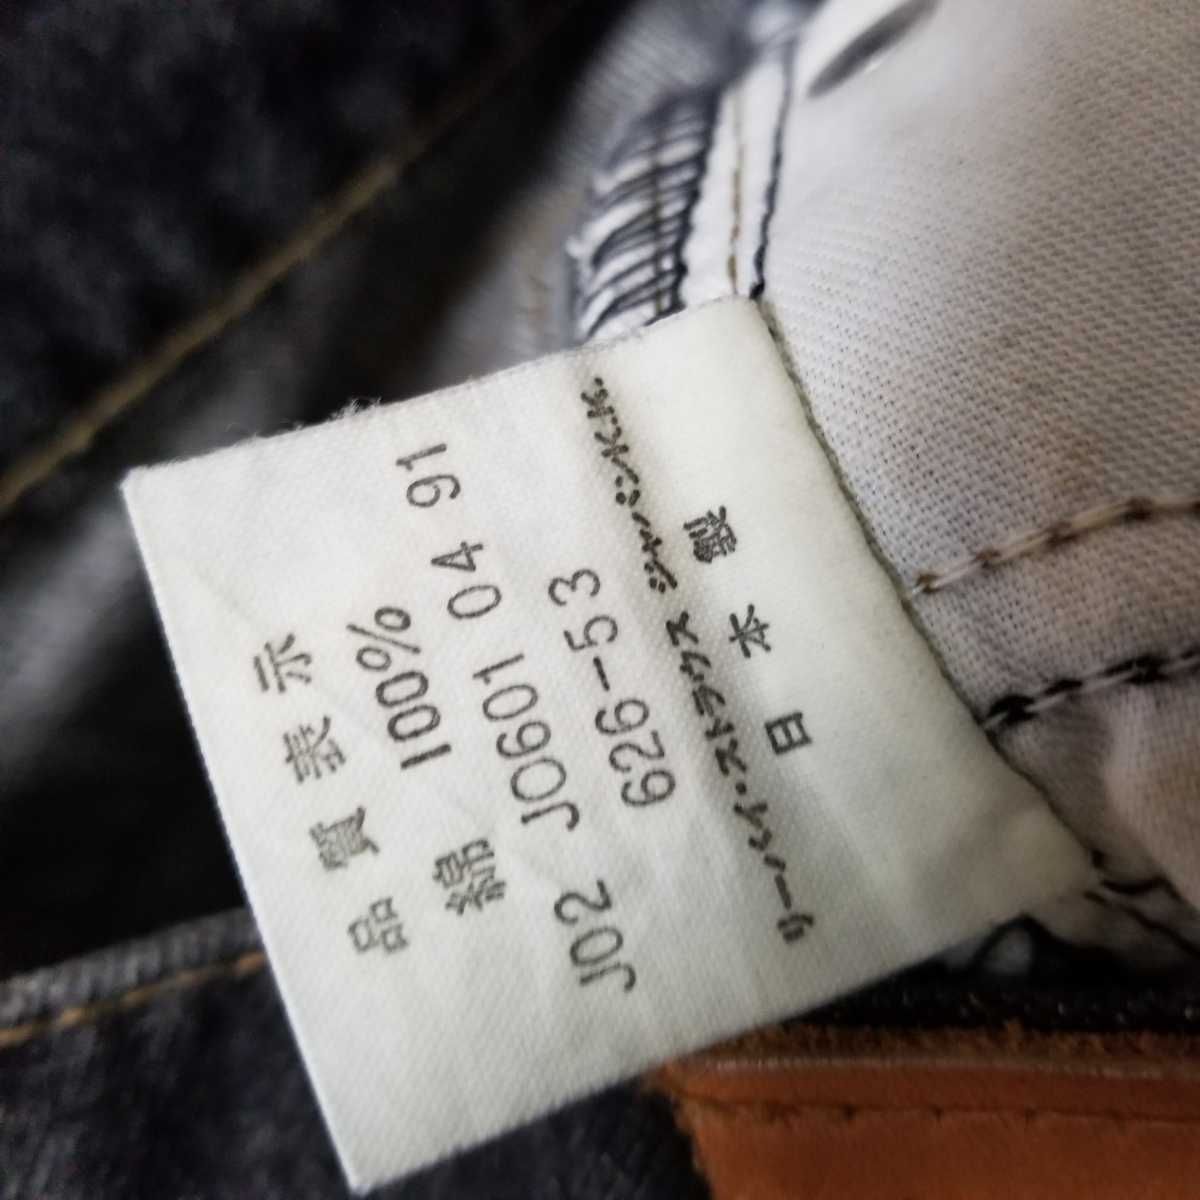 品質表示
綿 100%
J02 J0601 04 91
626-53
リーバイ・ストラウス ジャパンK.K.
日本製